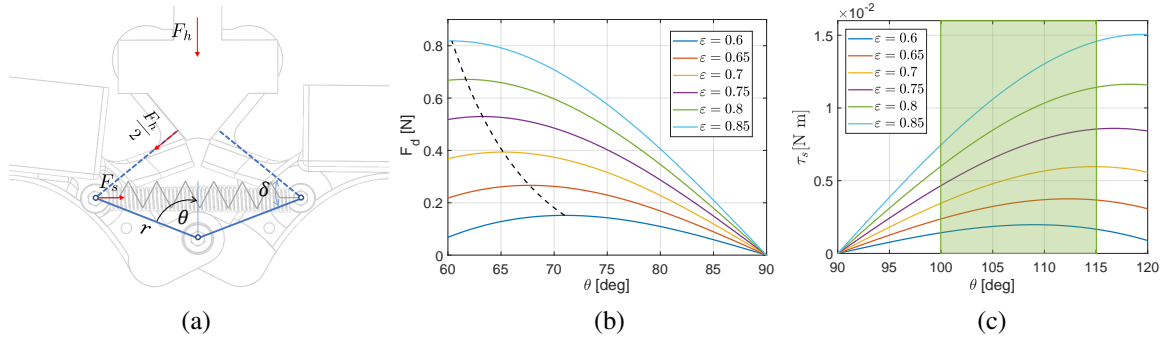 F_h
F_h/2
F_s
θ
δ
r
(a)
F_d [N]
0.8
0.6
0.4
0.2
0
60 65 70 75 80 85 90
θ [deg]
ε = 0.6
ε = 0.65
ε = 0.7
ε = 0.75
ε = 0.8
ε = 0.85
(b)
×10^-2
τ_s [N m]
1.5
1
0.5
0
90 95 100 105 110 115 120
θ [deg]
ε = 0.6
ε = 0.65
ε = 0.7
ε = 0.75
ε = 0.8
ε = 0.85
(c)